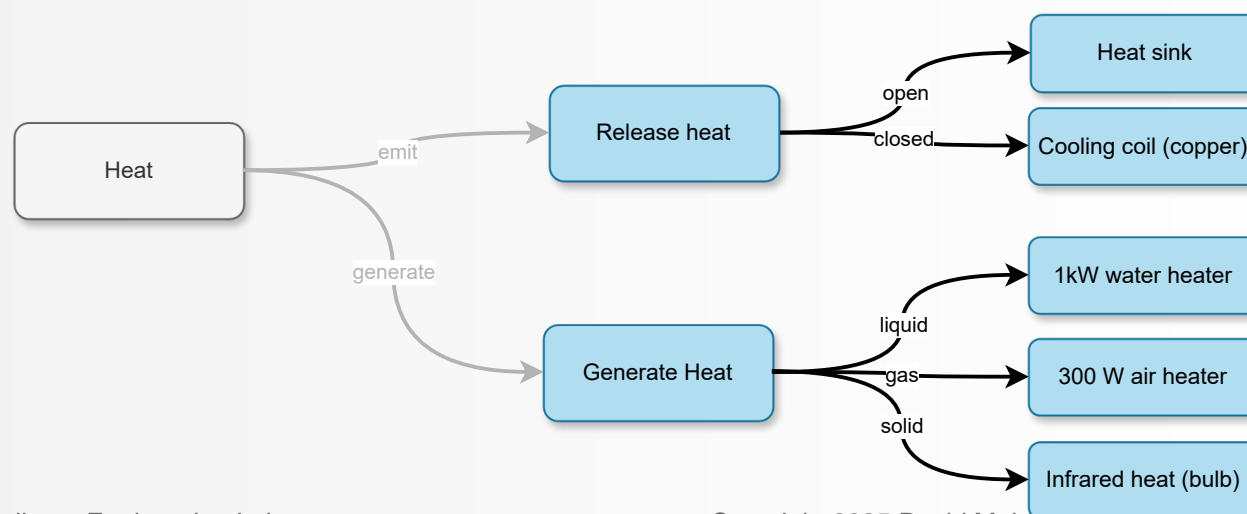 Heat sink
open
Release heat
emit
closed
Cooling coil (copper)
Heat
generate
1kW water heater
liquid
Generate Heat
gas
300 W air heater
solid
Infrared heat (bulb)